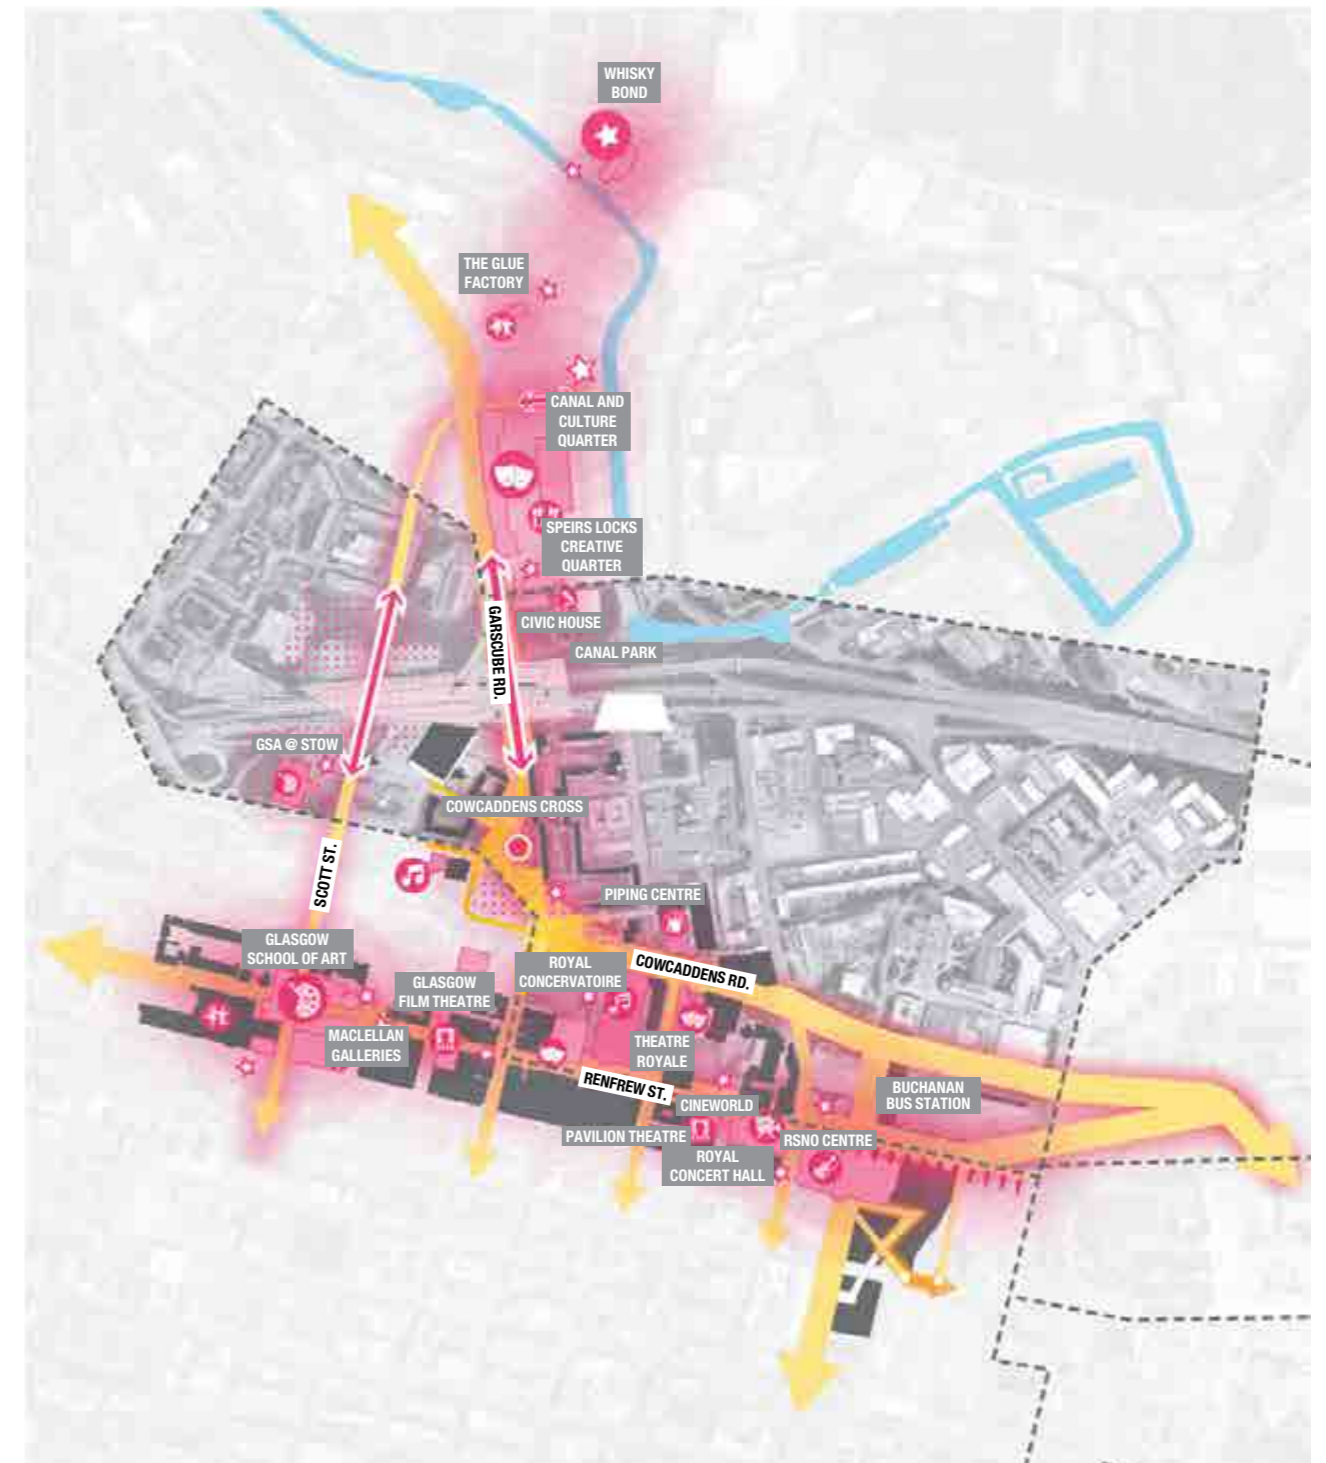 WHISKY
BOND
THE GLUE
FACTORY
CANAL AND
CULTURE
QUARTER
SPEIRS LOCKS
CREATIVE
QUARTER
GARSCUBE RD.
CIVIC HOUSE
CANAL PARK
GSA @ STOW
COWCADDENS CROSS
SCOTT ST.
PIPING CENTRE
GLASGOW
SCHOOL OF ART
ROYAL
CONCERVATOIRE
COWCADDENS RD.
GLASGOW
FILM THEATRE
MACLELLAN
GALLERIES
THEATRE
ROYALE
RENFREW ST.
BUCHANAN
BUS STATION
CINEWORLD
PAVILION THEATRE
RSNO CENTRE
ROYAL
CONCERT HALL